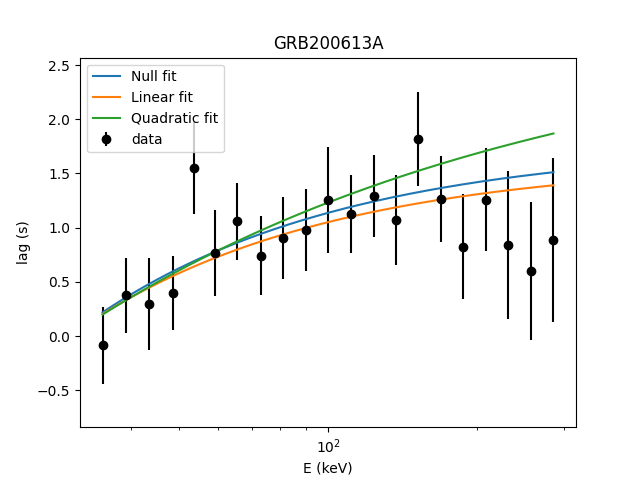 GRB200613A
Null fit
Linear fit
Quadratic fit
data
2.5
2.0
1.5
1.0
0.5
0.0
−0.5
lag (s)
10²
E (keV)